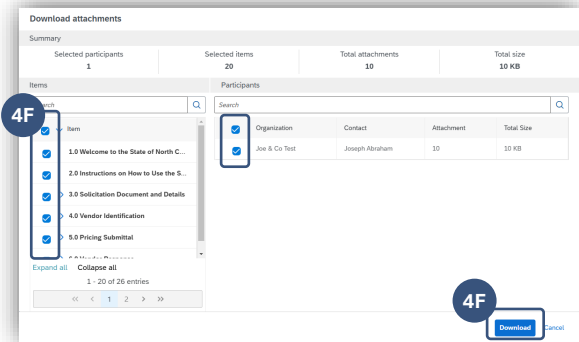 Download attachments
Summary
Selected participants Selected items Total attachments Total size
1 20 10 10 KB
Items Participants
Search
4F
Item Organization Contact Attachment Total Size
1.0 Welcome to the State of North C... Joe & Co Test Joseph Abraham 10 10 KB
2.0 Instructions on How to Use the S...
3.0 Solicitation Document and Details
4.0 Vendor Identification
5.0 Pricing Submittal
Expand all Collapse all
1 - 20 of 26 entries
<< < 1 2 > >>
4F
Download Cancel